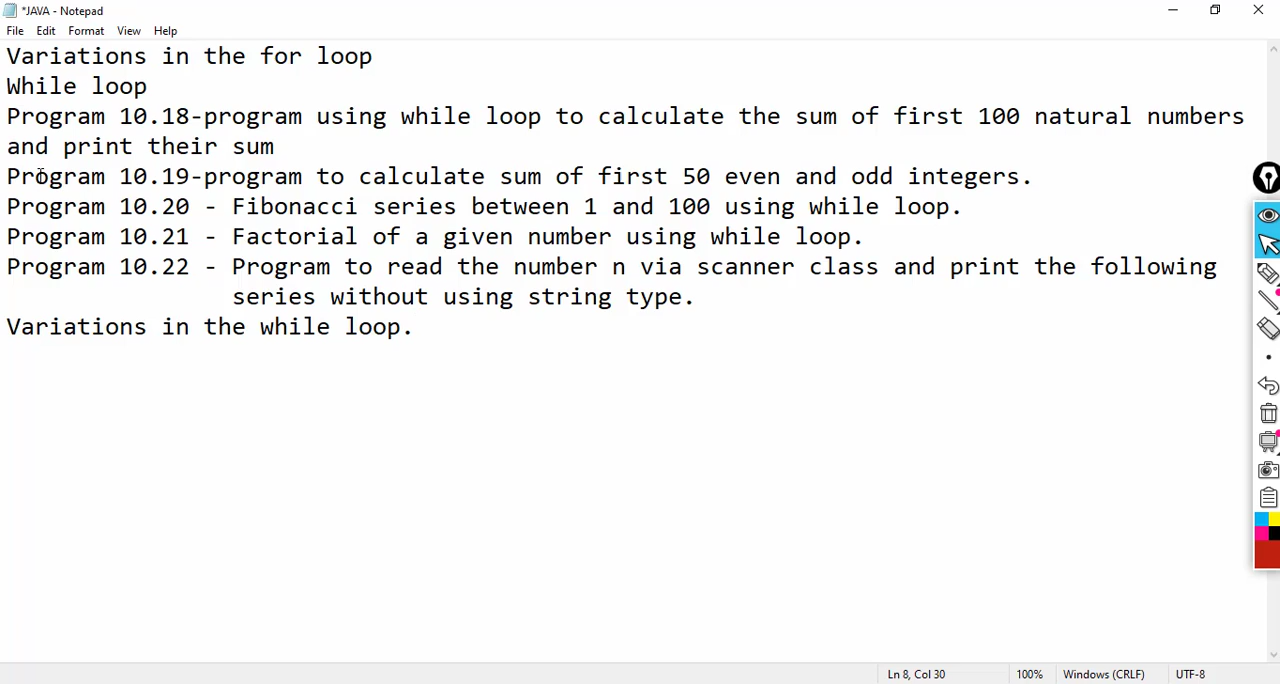 *JAVA - Notepad
File Edit Format View Help
Variations in the for loop
While loop
Program 10.18-program using while loop to calculate the sum of first 100 natural numbers
and print their sum
Program 10.19-program to calculate sum of first 50 even and odd integers.
Program 10.20 - Fibonacci series between 1 and 100 using while loop.
Program 10.21 - Factorial of a given number using while loop.
Program 10.22 - Program to read the number n via scanner class and print the following
series without using string type.
Variations in the while loop.
Ln 8, Col 30 100% Windows (CRLF) UTF-8